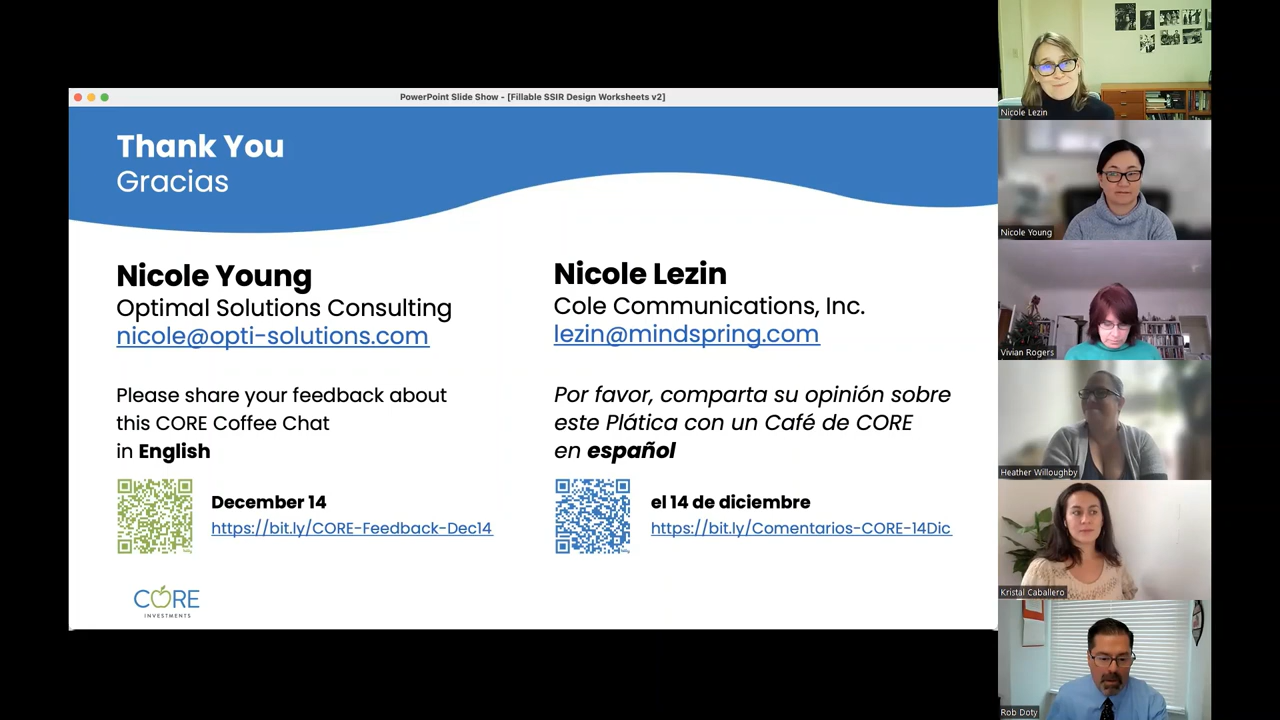 PowerPoint Slide Show - [Fillable SSIR Design Worksheets v2]
Thank You
Gracias
Nicole Young
Optimal Solutions Consulting
nicole@opti-solutions.com
Please share your feedback about
this CORE Coffee Chat
in English
December 14
https://bit.ly/CORE-Feedback-Dec14
Nicole Lezin
Cole Communications, Inc.
lezin@mindspring.com
Por favor, comparta su opinión sobre
este Plática con un Café de CORE
en español
el 14 de diciembre
https://bit.ly/Comentarios-CORE-14Dic
CORE
INVESTMENTS
Nicole Lezin
Nicole Young
Vivian Rogers
Heather Willoughby
Kristal Caballero
Rob Doty